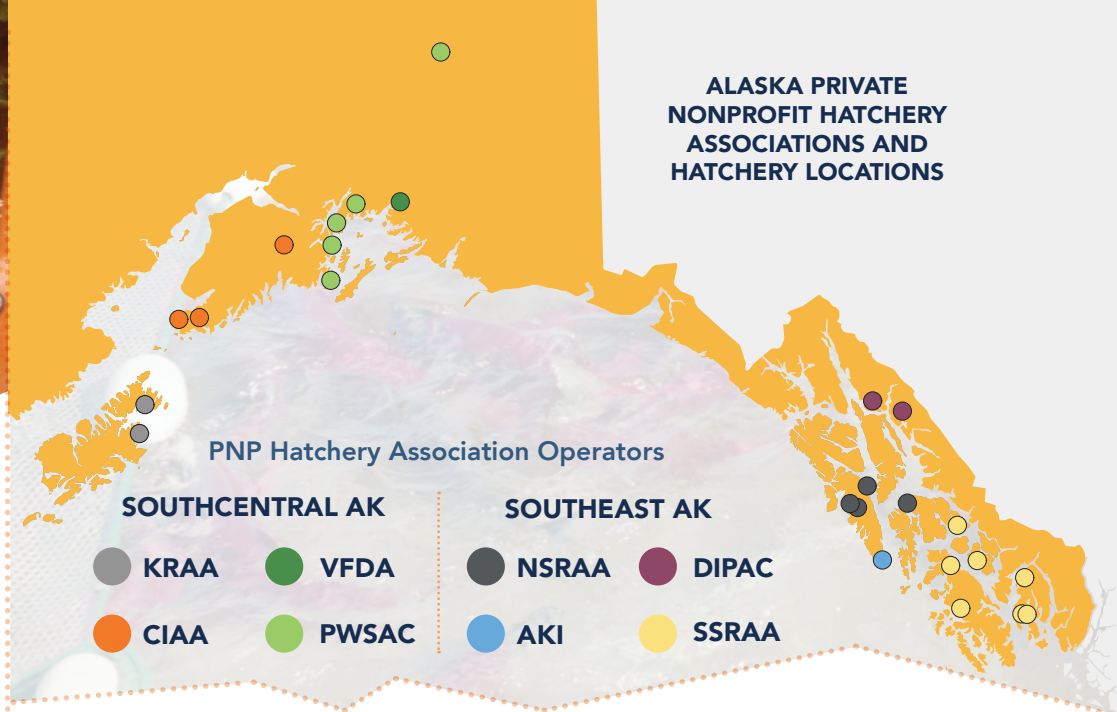 ALASKA PRIVATE
NONPROFIT HATCHERY
ASSOCIATIONS AND
HATCHERY LOCATIONS
PNP Hatchery Association Operators
SOUTHCENTRAL AK
KRAA
VFDA
CIAA
PWSAC
SOUTHEAST AK
NSRAA
DIPAC
AKI
SSRAA